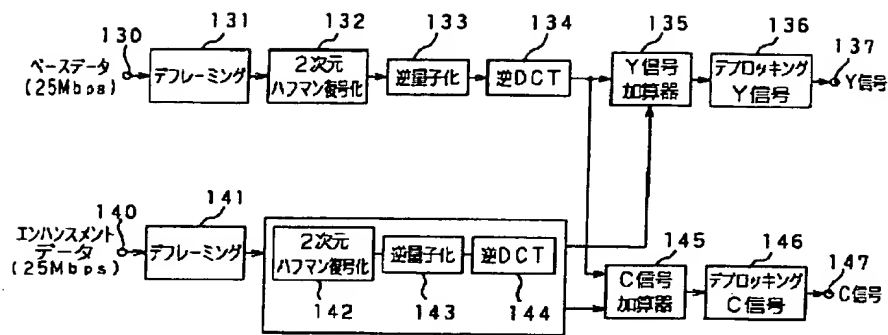 131
132
133
134
135
136
137
130
ベースデータ
(25Mbps)
デフレーミング
2次元
ハフマン復号化
逆量子化
逆DCT
Y信号
加算器
デブロッキング
Y信号
Y信号
141
140
エンハンスメント
データ
(25Mbps)
デフレーミング
2次元
ハフマン復号化
逆量子化
逆DCT
142
143
144
145
146
147
C信号
加算器
デブロッキング
C信号
C信号